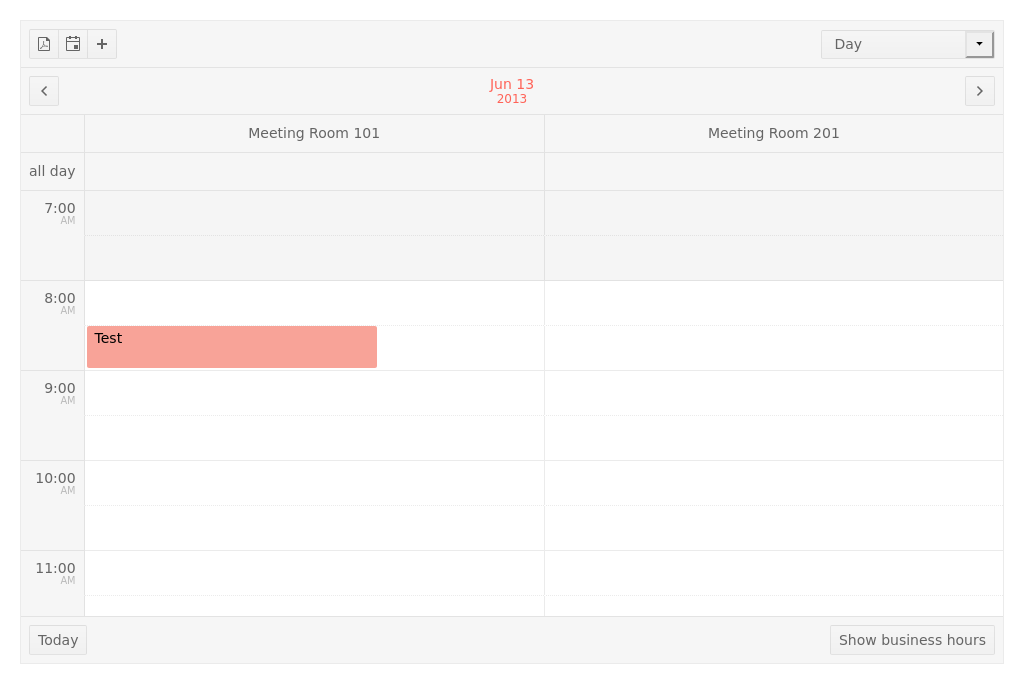 Day
Jun 13
2013
Meeting Room 101
Meeting Room 201
all day
7:00
AM
8:00
AM
Test
9:00
AM
10:00
AM
11:00
AM
Today
Show business hours